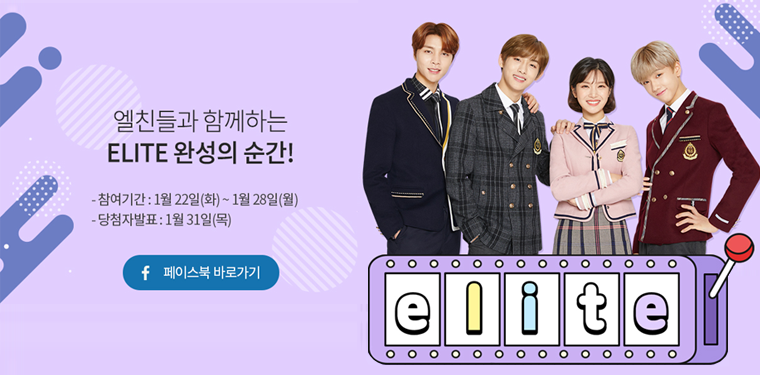 엘친들과 함께하는
ELITE 완성의 순간!
- 참여기간 : 1월 22일(화) ~ 1월 28일(월)
- 당첨자발표 : 1월 31일(목)
f 페이스북 바로가기
elite